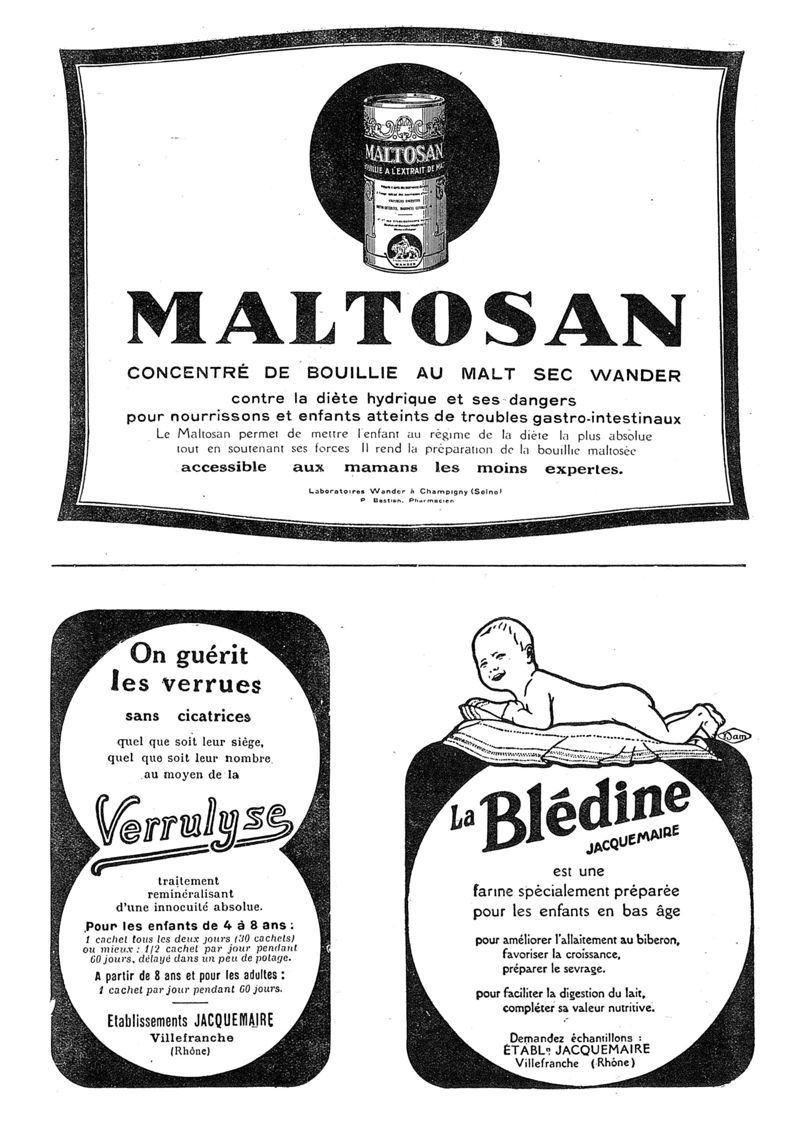 MALTOSAN
BOUILLIE A L'EXTRAIT DE MALT
WANDER
MALTOSAN
CONCENTRÉ DE BOUILLIE AU MALT SEC WANDER
contre la diète hydrique et ses dangers
pour nourrissons et enfants atteints de troubles gastro-intestinaux
Le Maltosan permet de mettre l'enfant au régime de la diète la plus absolue
tout en soutenant ses forces Il rend la préparation de la bouillie maltosée
accessible aux mamans les moins expertes.
Laboratoires Wander à Champigny (Seine)
P Bastian, Pharmacien
On guérit
les verrues
sans cicatrices
quel que soit leur siège,
quel que soit leur nombre
au moyen de la
Verrulyse
traitement
reminéralisant
d'une innocuité absolue.
Pour les enfants de 4 à 8 ans :
1 cachet tous les deux jours (30 cachets)
ou mieux : 1/2 cachet par jour pendant
60 jours, délayé dans un peu de potage.
A partir de 8 ans et pour les adultes :
1 cachet par jour pendant 60 jours.
Etablissements JACQUEMAIRE
Villefranche
(Rhône)
Dam
La Blédine
JACQUEMAIRE
est une
farine spécialement préparée
pour les enfants en bas âge
pour améliorer l'allaitement au biberon,
favoriser la croissance,
préparer le sevrage.
pour faciliter la digestion du lait,
compléter sa valeur nutritive.
Demandez échantillons :
ÉTABLts JACQUEMAIRE
Villefranche (Rhône)